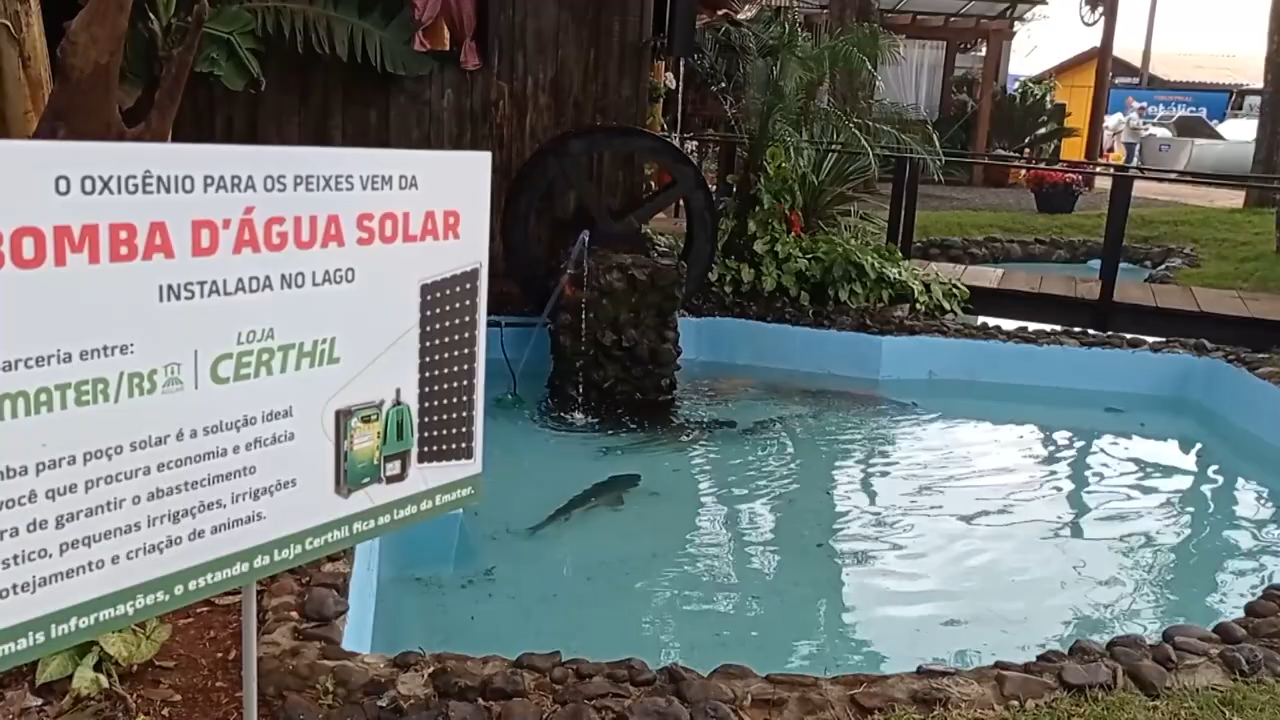 O OXIGÊNIO PARA OS PEIXES VEM DA
BOMBA D'ÁGUA SOLAR
INSTALADA NO LAGO
arceria entre:
MATER/RS
LOJA
CERTHIL
mba para poço solar é a solução ideal
você que procura economia e eficácia
ra de garantir o abastecimento
stico, pequenas irrigações, irrigações
otejamento e criação de animais.
mais informações, o estande da Loja Certhil fica ao lado da Emater.
etálica